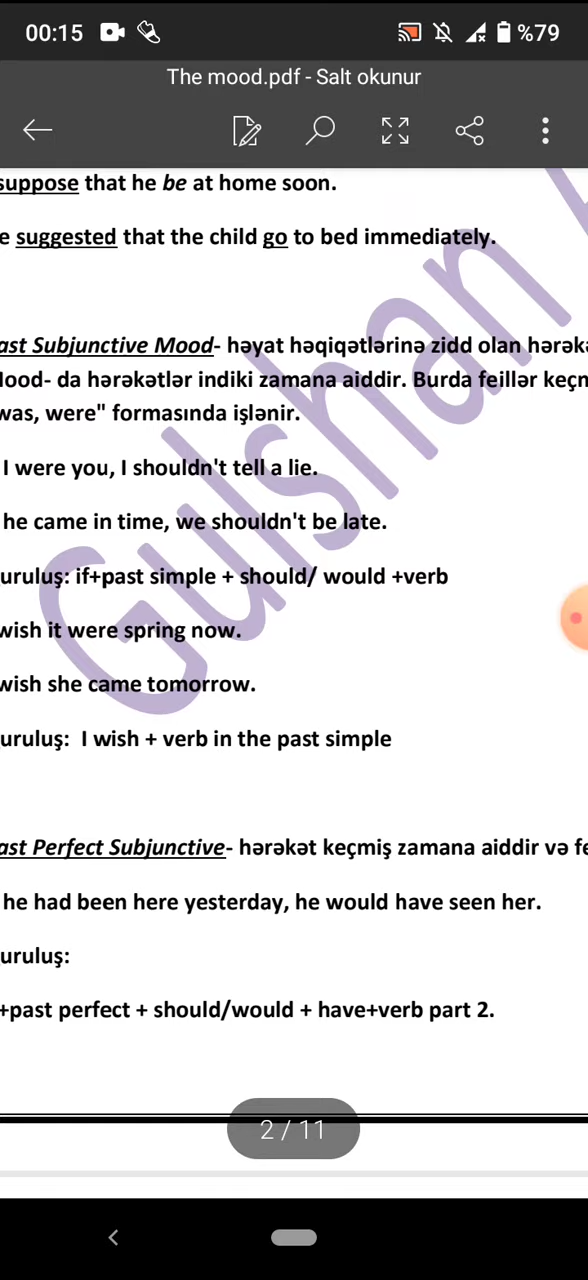 00:15 %79
The mood.pdf - Salt okunur
suppose that he be at home soon.
e suggested that the child go to bed immediately.
ast Subjunctive Mood- həyat həqiqətlərinə zidd olan hərəkə
Mood- da hərəkətlər indiki zamana aiddir. Burda feillər keçn
was, were" formasında işlənir.
I were you, I shouldn't tell a lie.
he came in time, we shouldn't be late.
uruluş: if+past simple + should/ would +verb
wish it were spring now.
wish she came tomorrow.
uruluş: I wish + verb in the past simple
ast Perfect Subjunctive- hərəkət keçmiş zamana aiddir və fe
he had been here yesterday, he would have seen her.
uruluş:
+past perfect + should/would + have+verb part 2.
2 / 11
Gulshan